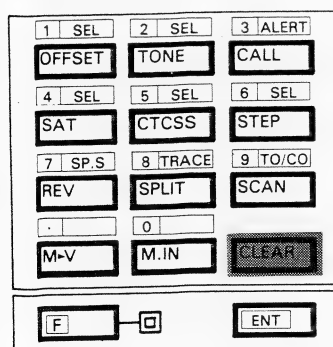 1 SEL 2 SEL 3 ALERT
OFFSET TONE CALL
4 SEL 5 SEL 6 SEL
SAT CTCSS STEP
7 SP.S 8 TRACE 9 TO/CO
REV SPLIT SCAN
· 0
M►V M.IN CLEAR
F ENT